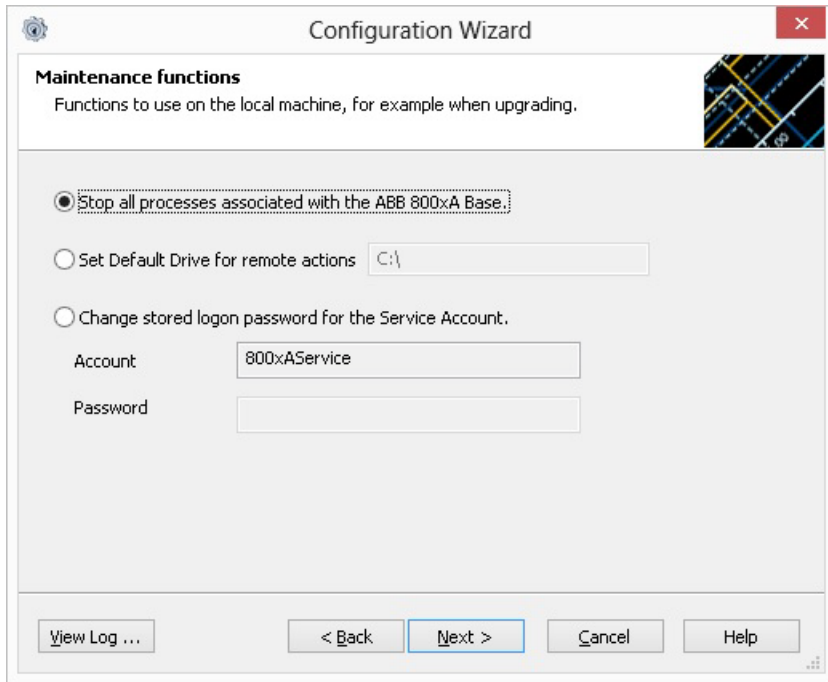 Configuration Wizard
Maintenance functions
Functions to use on the local machine, for example when upgrading.
Stop all processes associated with the ABB 800xA Base.
Set Default Drive for remote actions C:\
Change stored logon password for the Service Account.
Account 800xAService
Password
View Log ... < Back Next > Cancel Help